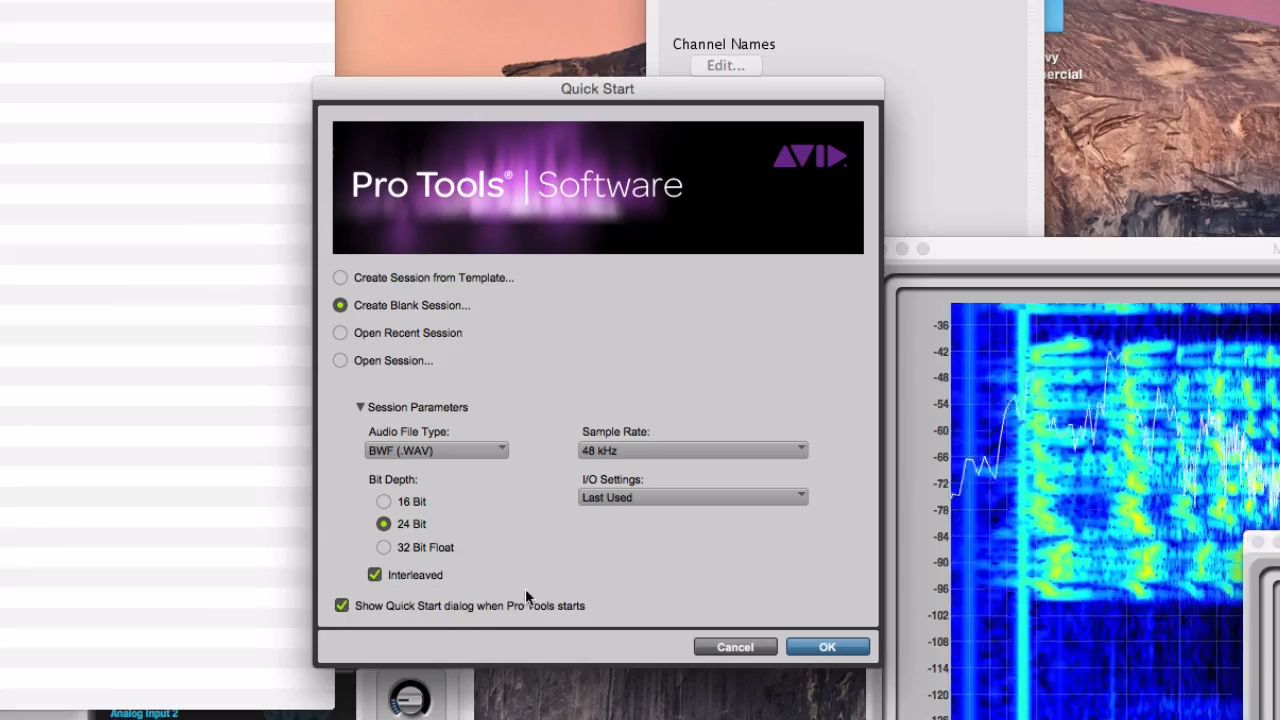 Channel Names
Edit...
vy
ercial
Quick Start
AVID
Pro Tools® | Software
Create Session from Template...
Create Blank Session...
Open Recent Session
Open Session...
Session Parameters
Audio File Type:
Sample Rate:
BWF (.WAV)
48 kHz
Bit Depth:
I/O Settings:
16 Bit
Last Used
24 Bit
32 Bit Float
Interleaved
Show Quick Start dialog when Pro Tools starts
Cancel
OK
-36
-42
-48
-54
-60
-66
-72
-78
-84
-90
-96
-102
-108
-114
-120
Analog Input 2